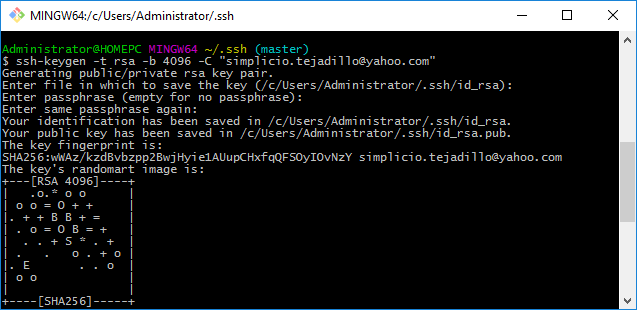 MINGW64:/c/Users/Administrator/.ssh
Administrator@HOMEPC MINGW64 ~/.ssh (master)
$ ssh-keygen -t rsa -b 4096 -C "simplicio.tejadillo@yahoo.com"
Generating public/private rsa key pair.
Enter file in which to save the key (/c/Users/Administrator/.ssh/id_rsa):
Enter passphrase (empty for no passphrase):
Enter same passphrase again:
Your identification has been saved in /c/Users/Administrator/.ssh/id_rsa.
Your public key has been saved in /c/Users/Administrator/.ssh/id_rsa.pub.
The key fingerprint is:
SHA256:wWAz/kzdBvbzpp2BwjHyie1AUupCHxfqQFSOyIOvNzY simplicio.tejadillo@yahoo.com
The key's randomart image is:
+---[RSA 4096]----+
|   .o.* o o      |
| o o = O + +     |
|. + + B B + =    |
| . o = O B = +   |
|  . . + S * . +  |
| .   .   o . + o |
|. E       . . o  |
| o o             |
|                 |
+----[SHA256]-----+